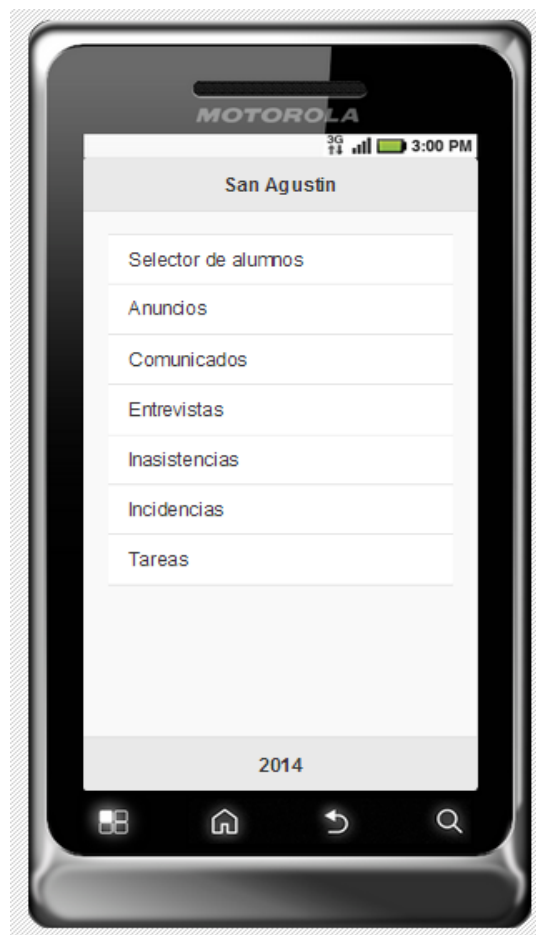 MOTOROLA
3G 3:00 PM
San Agustin
Selector de alumnos
Anuncios
Comunicados
Entrevistas
Inasistencias
Incidencias
Tareas
2014